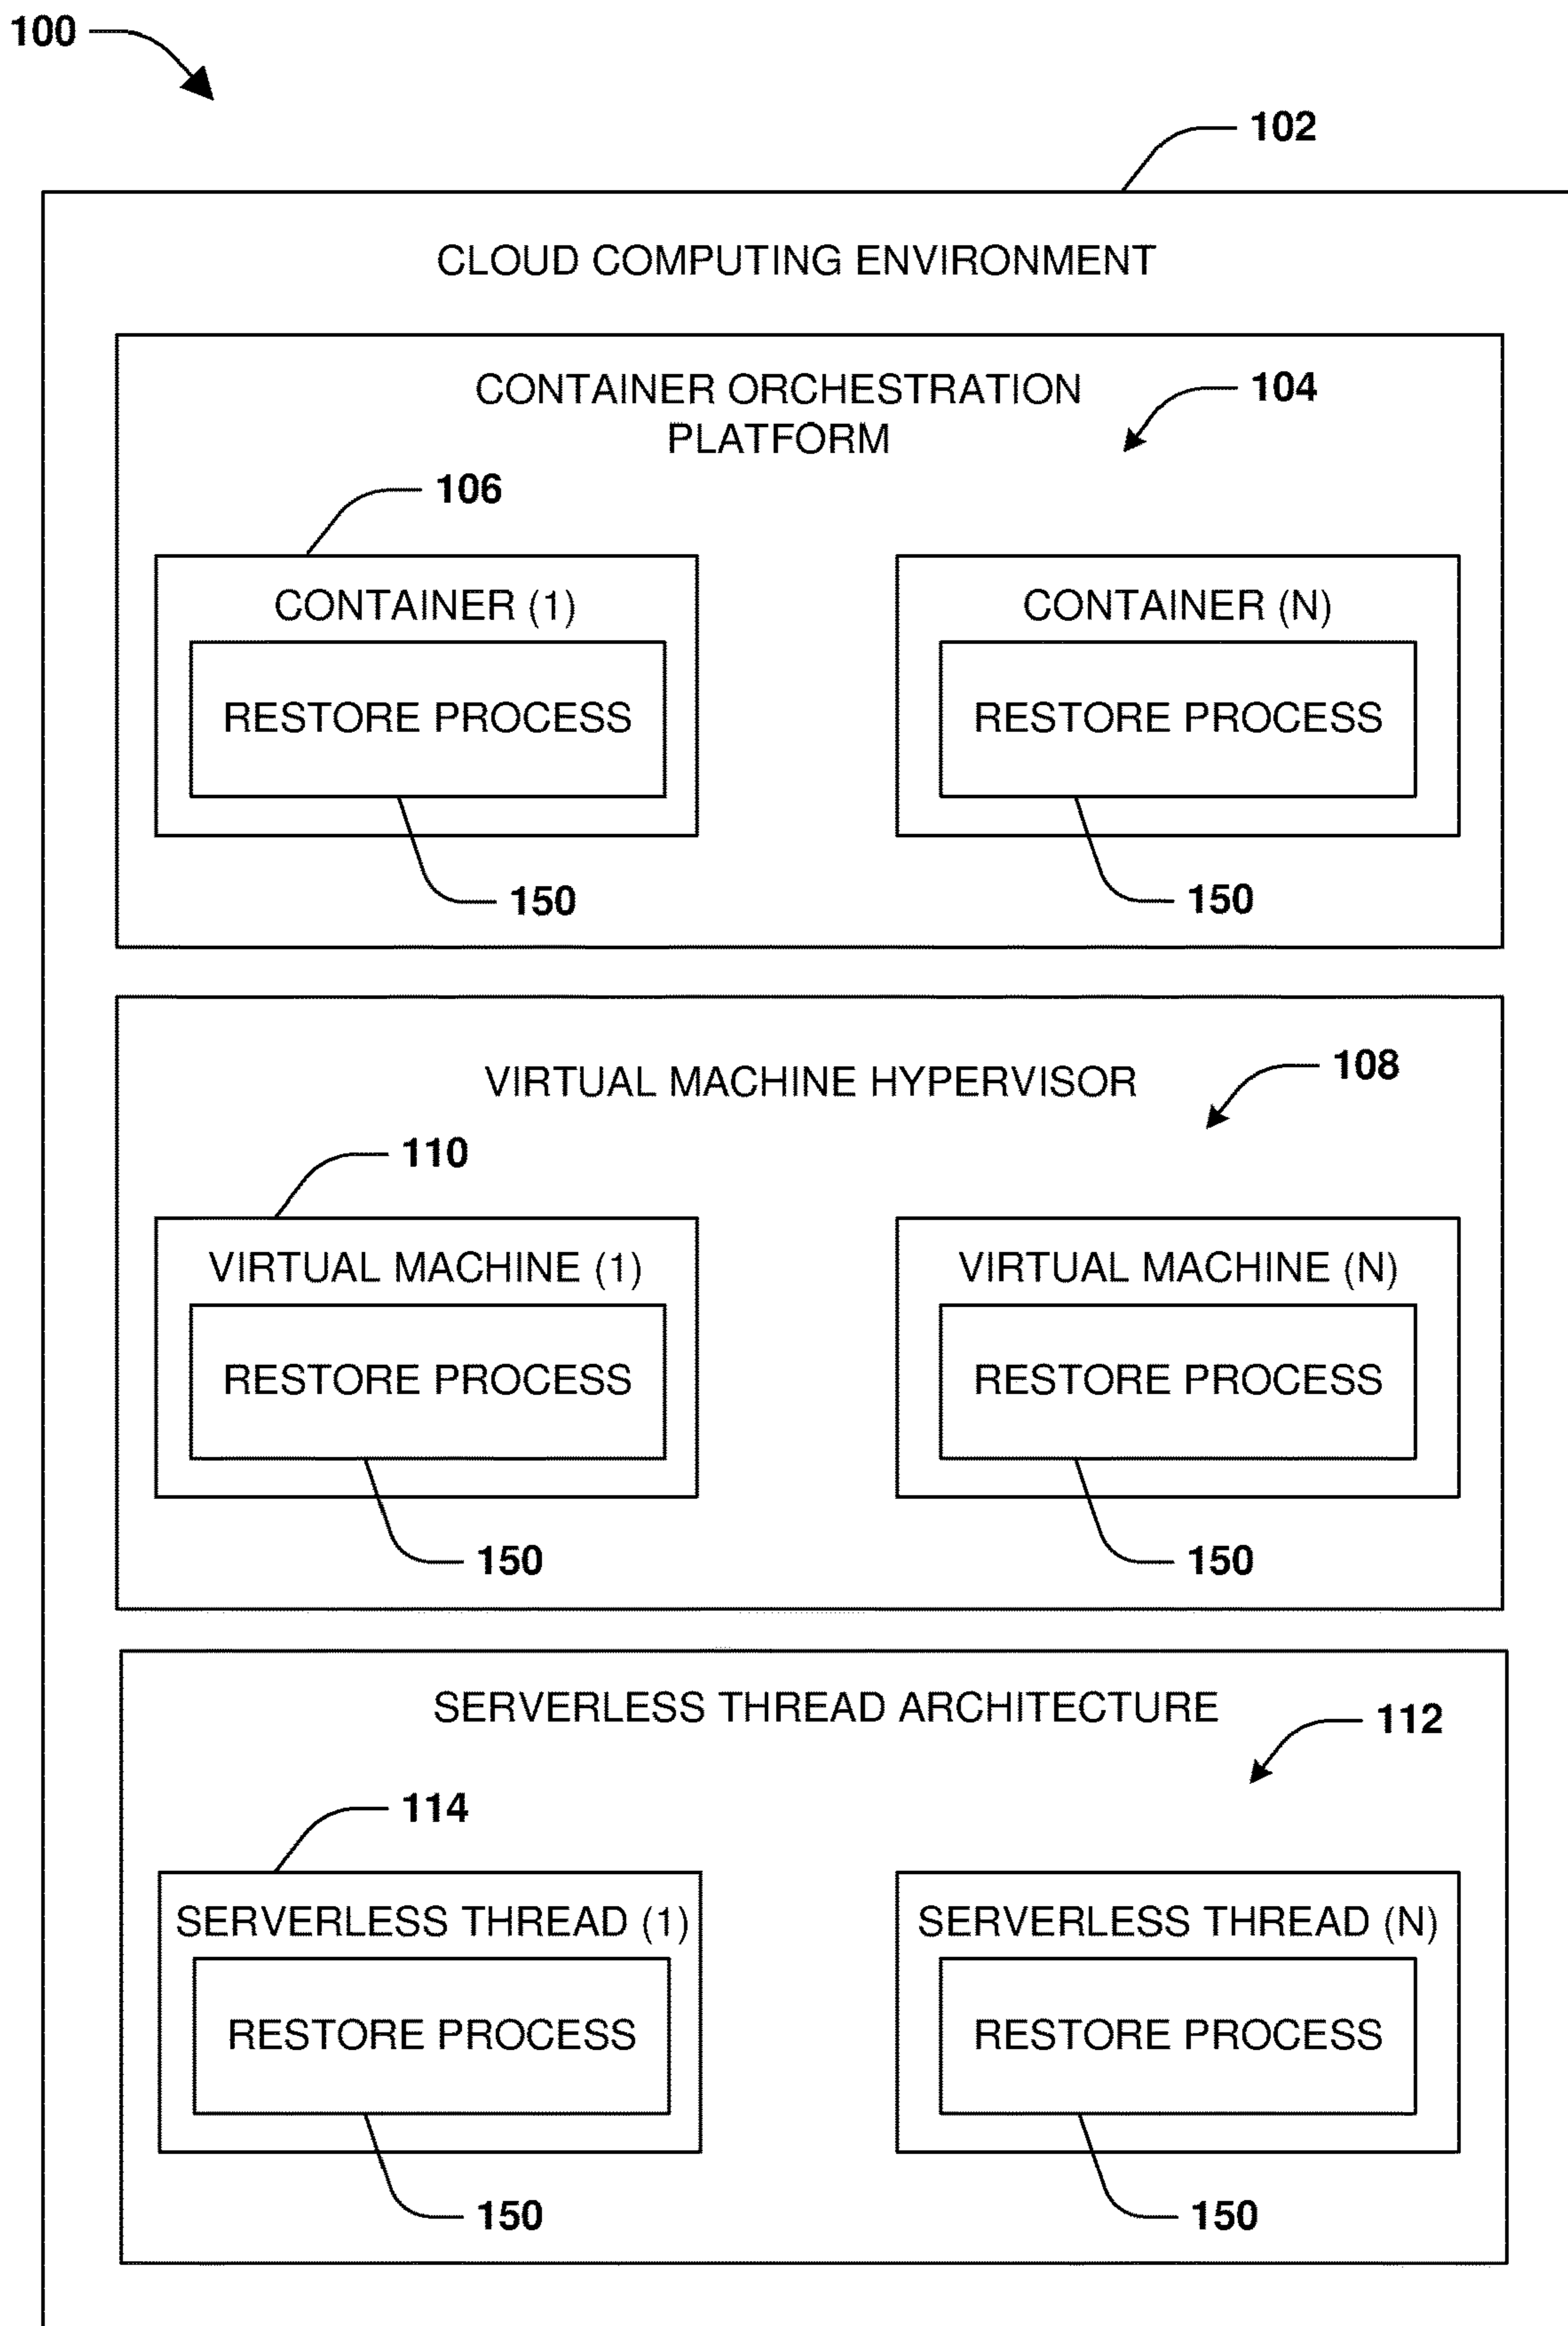 100
102
CLOUD COMPUTING ENVIRONMENT
CONTAINER ORCHESTRATION
PLATFORM
104
106
CONTAINER (1)
CONTAINER (N)
RESTORE PROCESS
RESTORE PROCESS
150
150
VIRTUAL MACHINE HYPERVISOR
108
110
VIRTUAL MACHINE (1)
VIRTUAL MACHINE (N)
RESTORE PROCESS
RESTORE PROCESS
150
150
SERVERLESS THREAD ARCHITECTURE
112
114
SERVERLESS THREAD (1)
SERVERLESS THREAD (N)
RESTORE PROCESS
RESTORE PROCESS
150
150